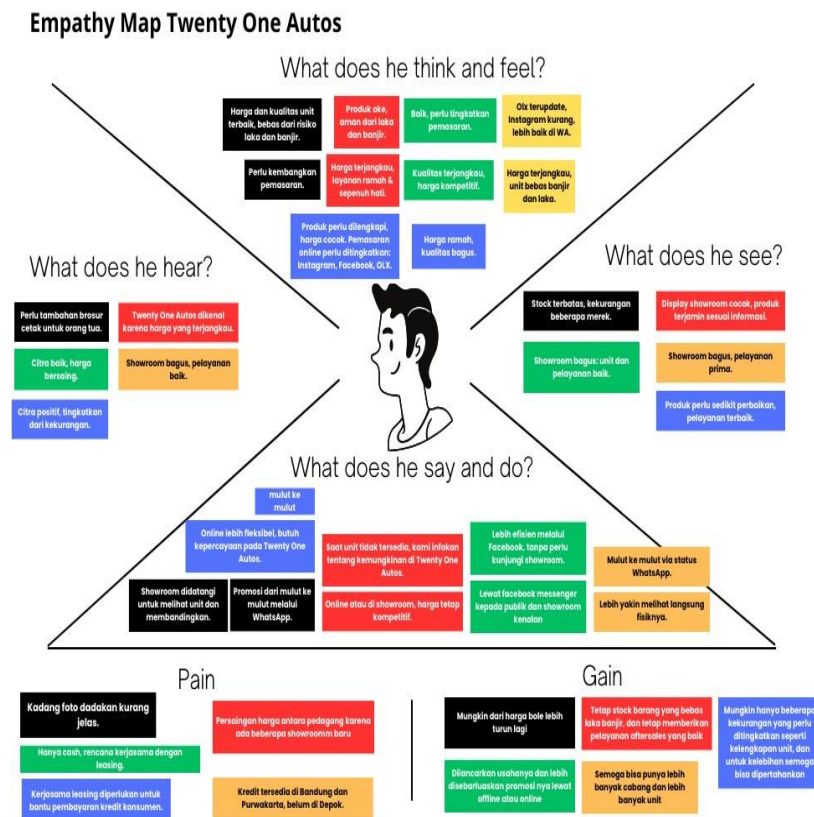 Empathy Map Twenty One Autos
What does he think and feel?
Harga dan kualitas unit
terbaik, bebas dari risiko
laka dan banjir.
Produk oke,
aman dari laka
dan banjir.
Baik, perlu tingkatkan
pemasaran.
Olx terupdate,
Instagram kurang,
lebih baik di WA.
Perlu kembangkan
pemasaran.
Harga terjangkau,
layanan ramah &
sepenuh hati.
Kualitas terjangkau,
harga kompetitif.
Harga terjangkau,
unit bebas banjir
dan laka.
Produk perlu dilengkapi,
harga cocok. Pemasaran
online perlu ditingkatkan:
Instagram, Facebook, OLX.
Harga ramah,
kualitas bagus.
What does he hear?
Perlu tambahan brosur
cetak untuk orang tua.
Twenty One Autos dikenal
karena harga yang terjangkau.
Citra baik, harga
bersaing.
Showroom bagus, pelayanan
baik.
Citra positif, tingkatkan
dari kekurangan.
What does he see?
Stock terbatas, kekurangan
beberapa merek.
Display showroom cocok, produk
terjamin sesuai informasi.
Showroom bagus: unit dan
pelayanan baik.
Showroom bagus, pelayanan
prima.
Produk perlu sedikit perbaikan,
pelayanan terbaik.
What does he say and do?
mulut ke
mulut
Online lebih fleksibel, butuh
kepercayaan pada Twenty One
Autos.
Saat unit tidak tersedia, kami infokan
tentang kemungkinan di Twenty One
Autos.
Lebih efisien melalui
Facebook, tanpa perlu
kunjungi showroom.
Mulut ke mulut via status
WhatsApp.
Showroom didatangi
untuk melihat unit dan
membandingkan.
Promosi dari mulut ke
mulut melalui
WhatsApp.
Online atau di showroom, harga tetap
kompetitif.
Lewat facebook messenger
kepada publik dan showroom
kenalan
Lebih yakin melihat langsung
fisiknya.
Pain
Kadang foto dadakan kurang
jelas.
Persaingan harga antara pedagang karena
ada beberapa showroomm baru
Hanya cash, rencana kerjasama dengan
leasing.
Kerjasama leasing diperlukan untuk
bantu pembayaran kredit konsumen.
Kredit tersedia di Bandung dan
Purwakarta, belum di Depok.
Gain
Mungkin dari harga bole lebih
turun lagi
Tetap stock barang yang bebas
laka banjir, dan tetap memberikan
pelayanan aftersales yang baik
Mungkin hanya beberapa
kekurangan yang perlu
ditingkatkan seperti
kelengkapan unit, dan
untuk kelebihan semoga
bisa dipertahankan
Dilancarkan usahanya dan lebih
disebarluaskan promosi nya lewat
offline atau online
Semoga bisa punya lebih
banyak cabang dan lebih
banyak unit